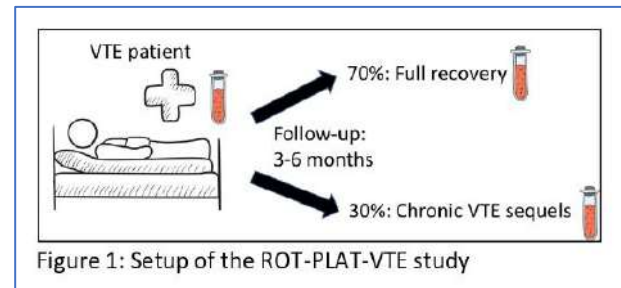 VTE patient
70%: Full recovery
Follow-up:
3-6 months
30%: Chronic VTE sequels
Figure 1: Setup of the ROT-PLAT-VTE study